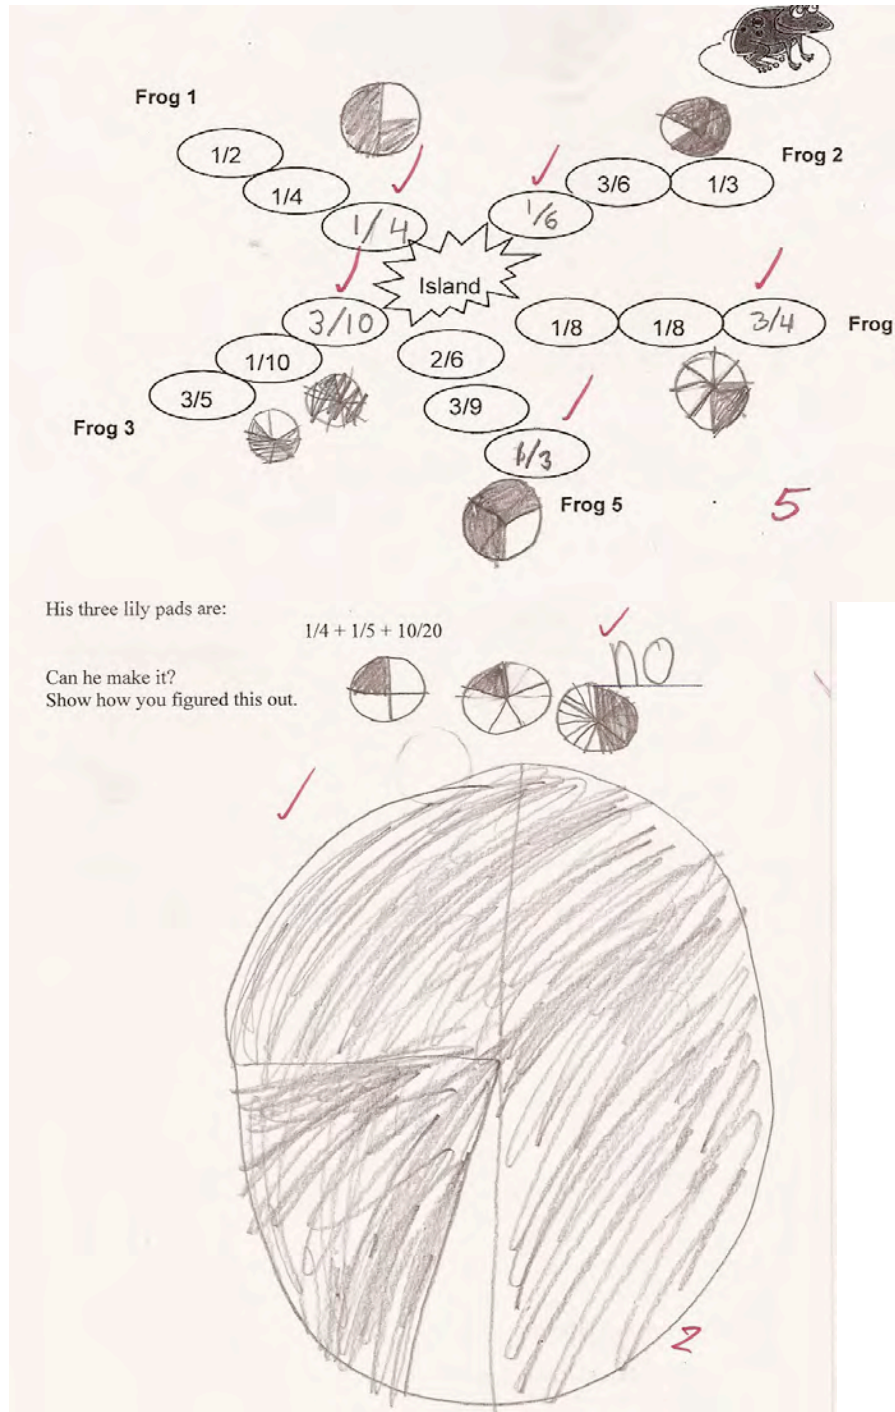 Frog 1
1/2
1/4
1/4
Frog 2
1/6
3/6
1/3
Island
3/10
1/10
3/5
Frog 3
2/6
3/9
1/3
Frog 5
1/8
1/8
3/4
Frog
5
His three lily pads are:
1/4 + 1/5 + 10/20
Can he make it?
no
Show how you figured this out.
2